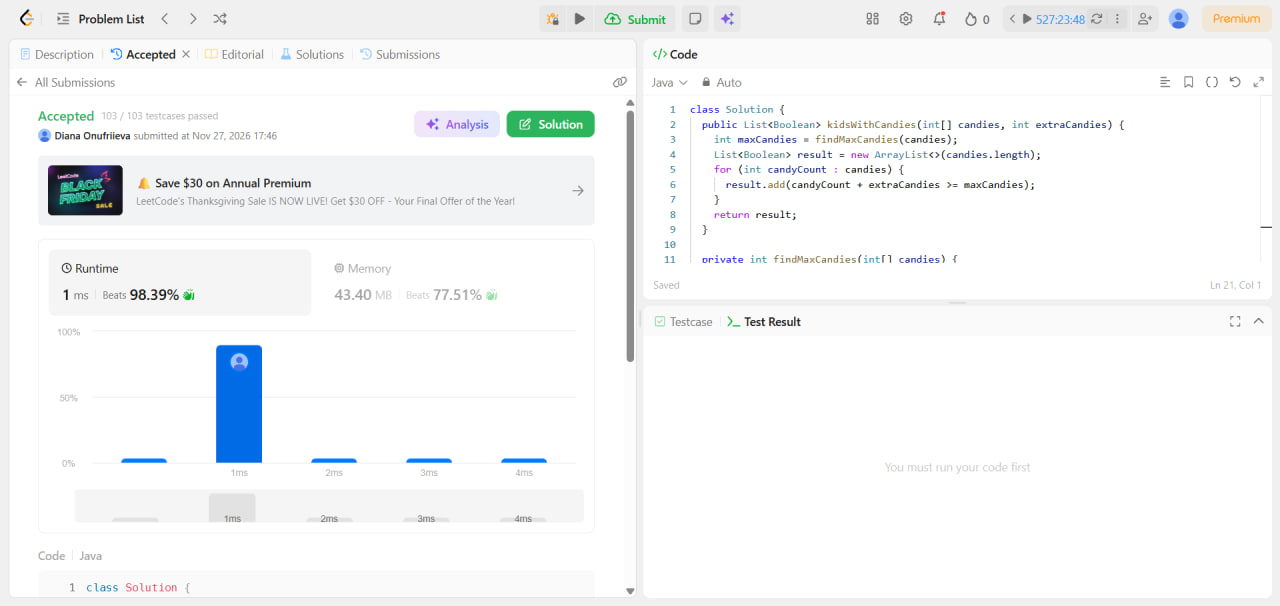 Problem List
Submit
0
527:23:48
Premium
Description
Accepted
Editorial
Solutions
Submissions
All Submissions
Accepted 103 / 103 testcases passed
Diana Onufriieva submitted at Nov 27, 2026 17:46
Analysis
Solution
LeetCode
BLACK
FRIDAY
SALE
Save $30 on Annual Premium
LeetCode's Thanksgiving Sale IS NOW LIVE! Get $30 OFF - Your Final Offer of the Year!
Runtime
1 ms Beats 98.39%
Memory
43.40 MB Beats 77.51%
100%
50%
0%
1ms 2ms 3ms 4ms
1ms 2ms 3ms 4ms
Code Java
1 class Solution {
Code
Java
Auto
1 class Solution {
2 public List<Boolean> kidsWithCandies(int[] candies, int extraCandies) {
3 int maxCandies = findMaxCandies(candies);
4 List<Boolean> result = new ArrayList<>(candies.length);
5 for (int candyCount : candies) {
6 result.add(candyCount + extraCandies >= maxCandies);
7 }
8 return result;
9 }
10
11 private int findMaxCandies(int[] candies) {
Saved
Ln 21, Col 1
Testcase
Test Result
You must run your code first